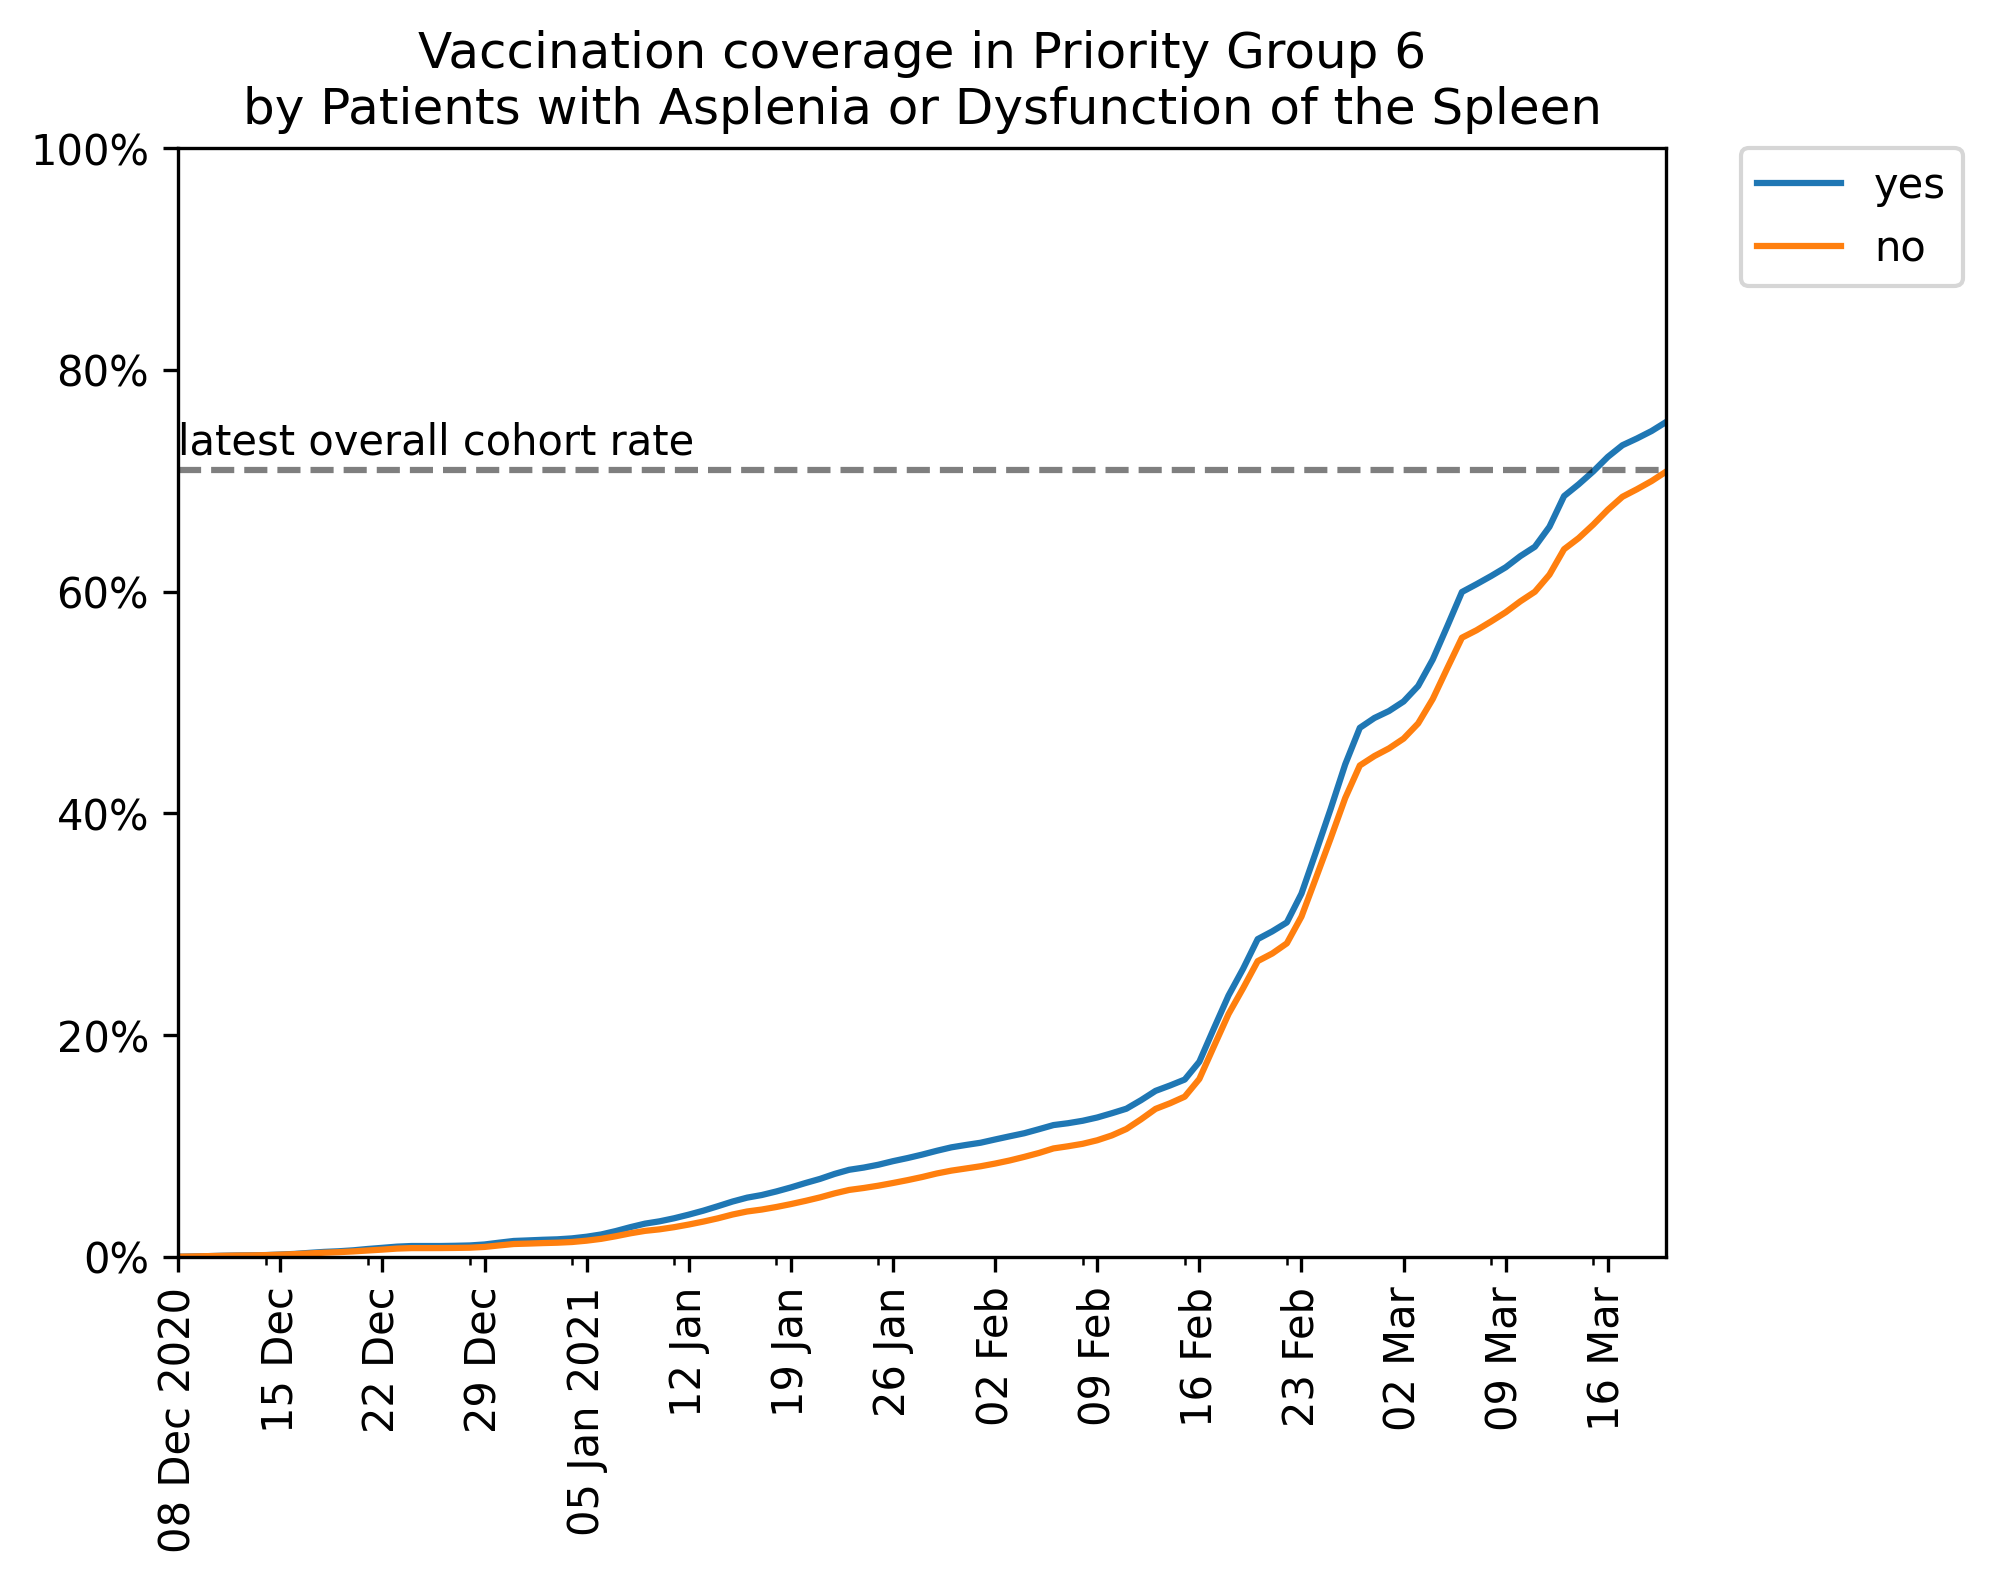 Vaccination coverage in Priority Group 6
by Patients with Asplenia or Dysfunction of the Spleen
100%
80%
60%
40%
20%
0%
latest overall cohort rate
yes
no
08 Dec 2020
15 Dec
22 Dec
29 Dec
05 Jan 2021
12 Jan
19 Jan
26 Jan
02 Feb
09 Feb
16 Feb
23 Feb
02 Mar
09 Mar
16 Mar